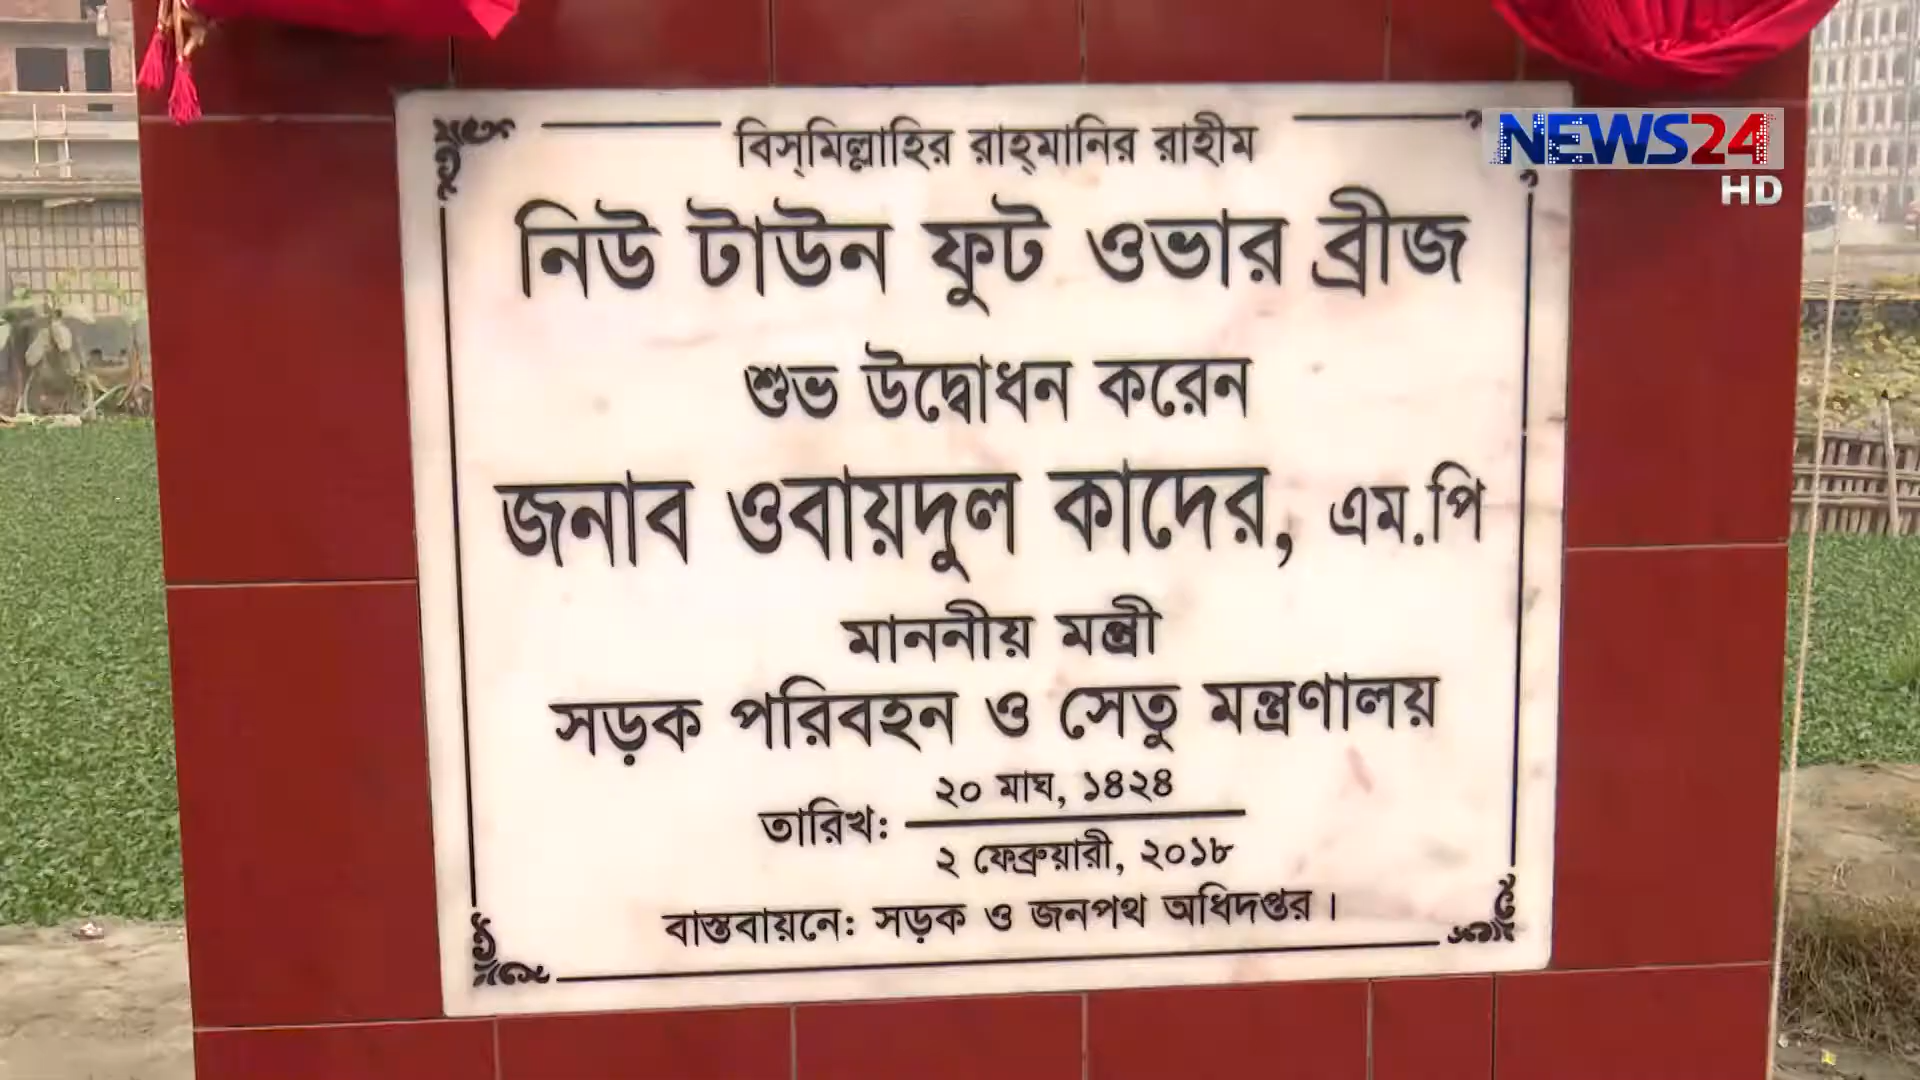 বিস্‌মিল্লাহির রাহ্‌মানির রাহীম
NEWS24
HD
নিউ টাউন ফুট ওভার ব্রীজ
শুভ উদ্বোধন করেন
জনাব ওবায়দুল কাদের, এম.পি
মাননীয় মন্ত্রী
সড়ক পরিবহন ও সেতু মন্ত্রণালয়
২০ মাঘ, ১৪২৪
তারিখ:
২ ফেব্রুয়ারী, ২০১৮
বাস্তবায়নে: সড়ক ও জনপথ অধিদপ্তর।